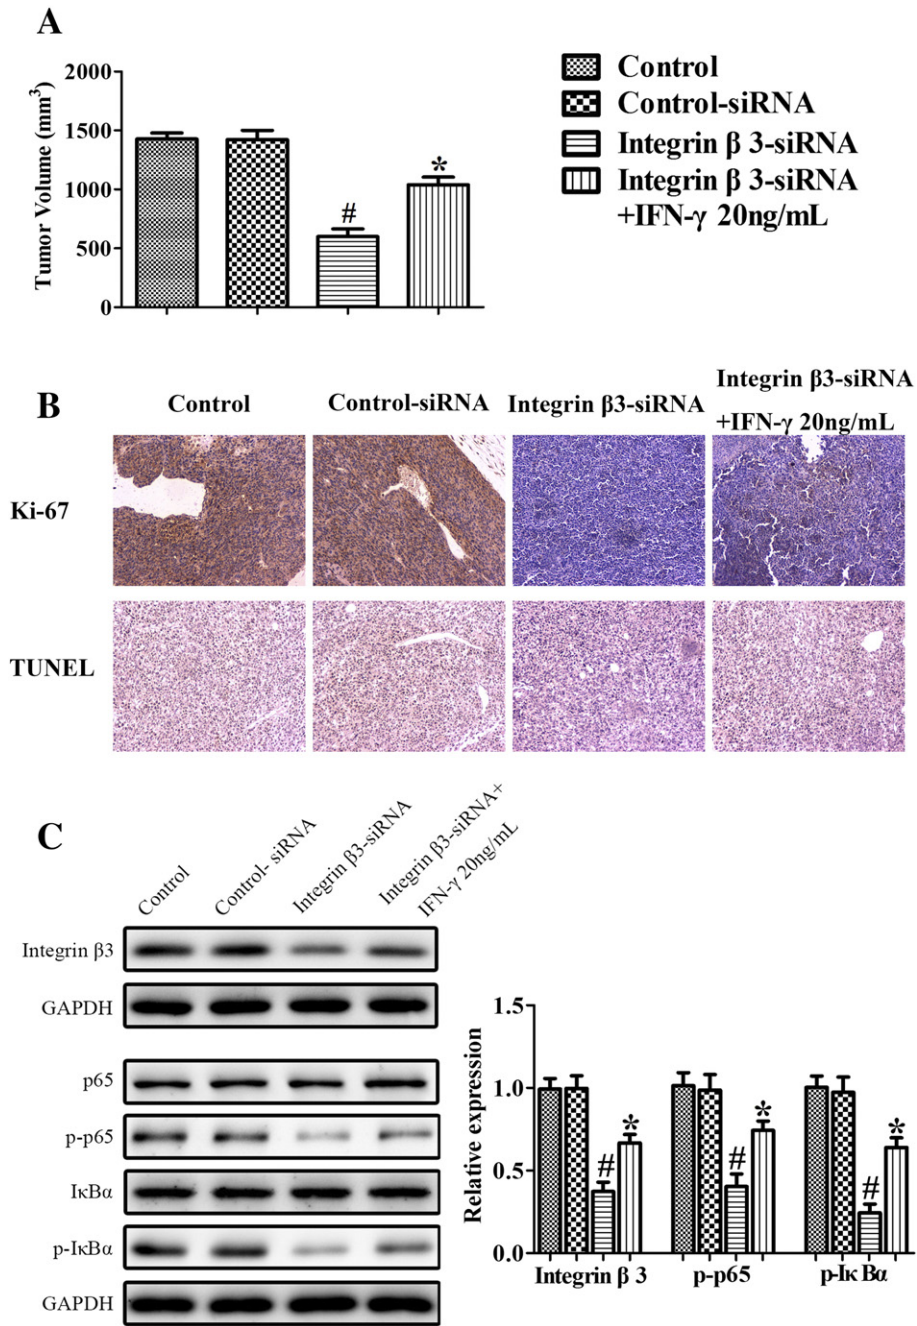 A
2000
1500
1000
500
0
Tumor Volume (mm³)
#
*
Control
Control-siRNA
Integrin β 3-siRNA
Integrin β 3-siRNA
+IFN-γ 20ng/mL
B
Control
Control-siRNA
Integrin β3-siRNA
Integrin β3-siRNA
+IFN-γ 20ng/mL
Ki-67
TUNEL
C
Control
Control- siRNA
Integrin β3-siRNA
Integrin β3-siRNA+
IFN-γ 20ng/mL
Integrin β3
GAPDH
p65
p-p65
IκBα
p-IκBα
GAPDH
Relative expression
1.5
1.0
0.5
0.0
#
*
#
*
#
*
Integrin β 3
p-p65
p-Iκ Bα